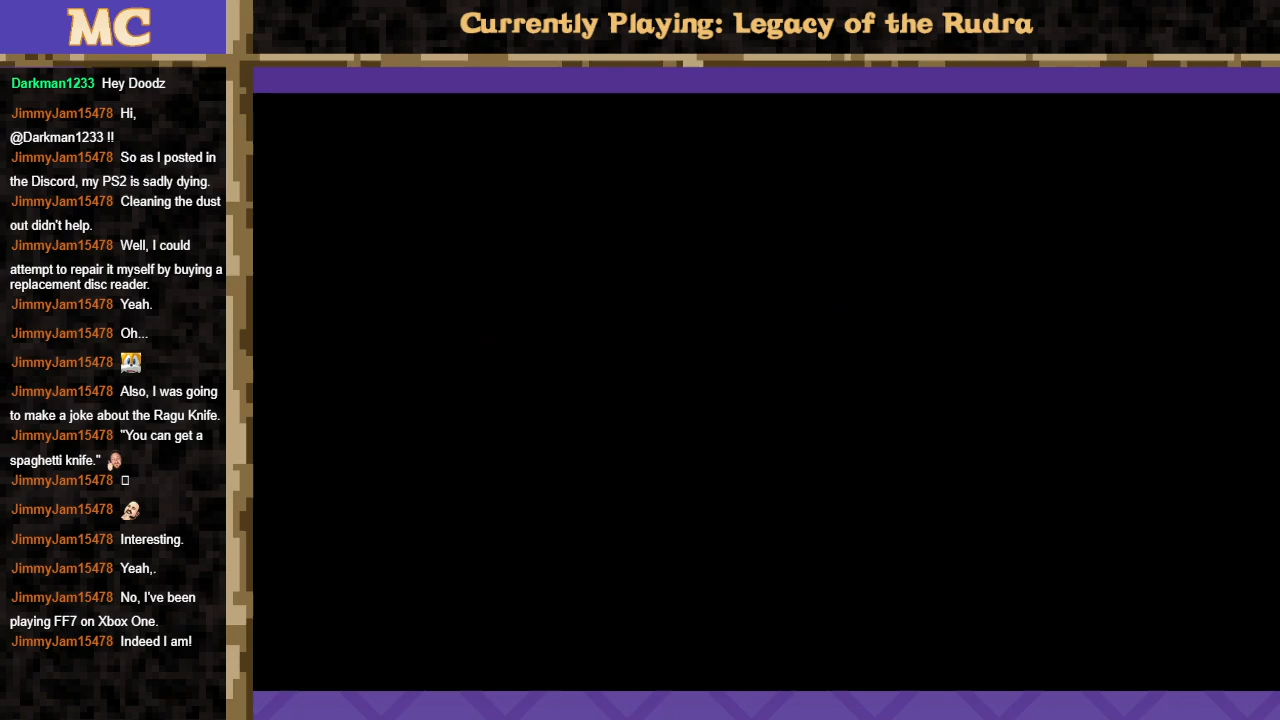 MC
Currently Playing: Legacy of the Rudra
Darkman1233 Hey Doodz
JimmyJam15478 Hi,
@Darkman1233 !!
JimmyJam15478 So as I posted in
the Discord, my PS2 is sadly dying.
JimmyJam15478 Cleaning the dust
out didn't help.
JimmyJam15478 Well, I could
attempt to repair it myself by buying a
replacement disc reader.
JimmyJam15478 Yeah.
JimmyJam15478 Oh...
JimmyJam15478
JimmyJam15478 Also, I was going
to make a joke about the Ragu Knife.
JimmyJam15478 "You can get a
spaghetti knife."
JimmyJam15478
JimmyJam15478
JimmyJam15478 Interesting.
JimmyJam15478 Yeah,.
JimmyJam15478 No, I've been
playing FF7 on Xbox One.
JimmyJam15478 Indeed I am!